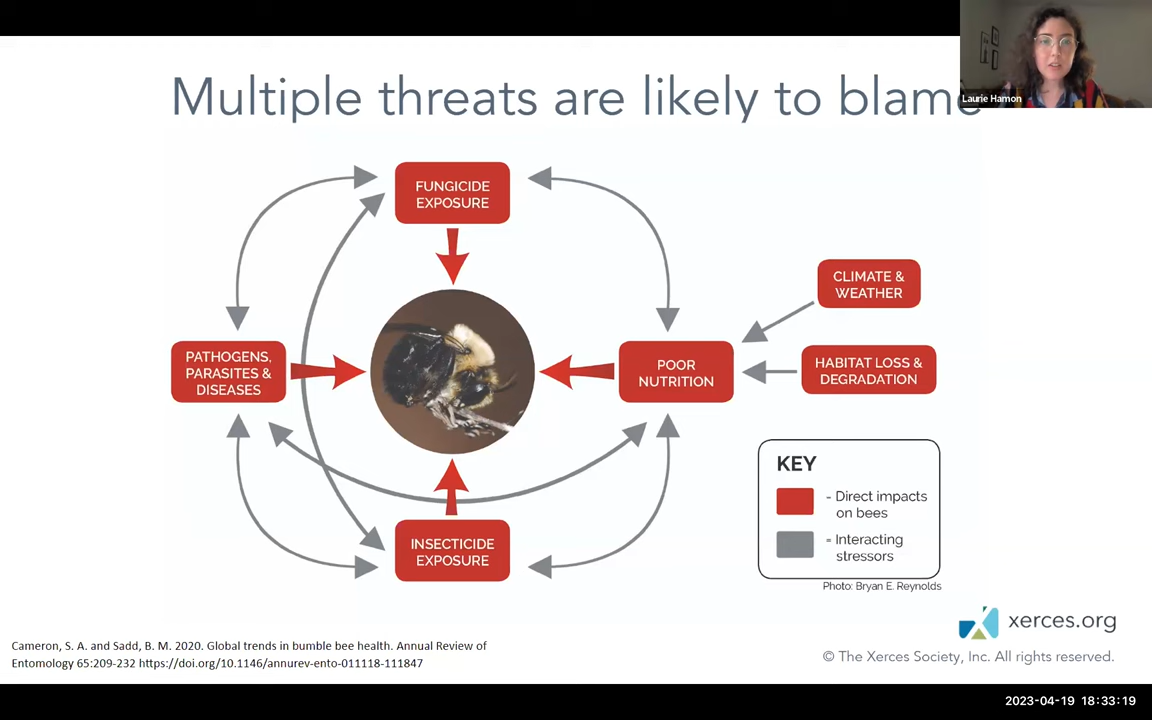 Multiple threats are likely to blame
Laurie Hamon
FUNGICIDE
EXPOSURE
CLIMATE &
WEATHER
PATHOGENS,
PARASITES &
DISEASES
POOR
NUTRITION
HABITAT LOSS &
DEGRADATION
INSECTICIDE
EXPOSURE
KEY
- Direct impacts
on bees
= Interacting
stressors
Photo: Bryan E. Reynolds
xerces.org
Cameron, S. A. and Sadd, B. M. 2020. Global trends in bumble bee health. Annual Review of
Entomology 65:209-232 https://doi.org/10.1146/annurev-ento-011118-111847
© The Xerces Society, Inc. All rights reserved.
2023-04-19 18:33:19